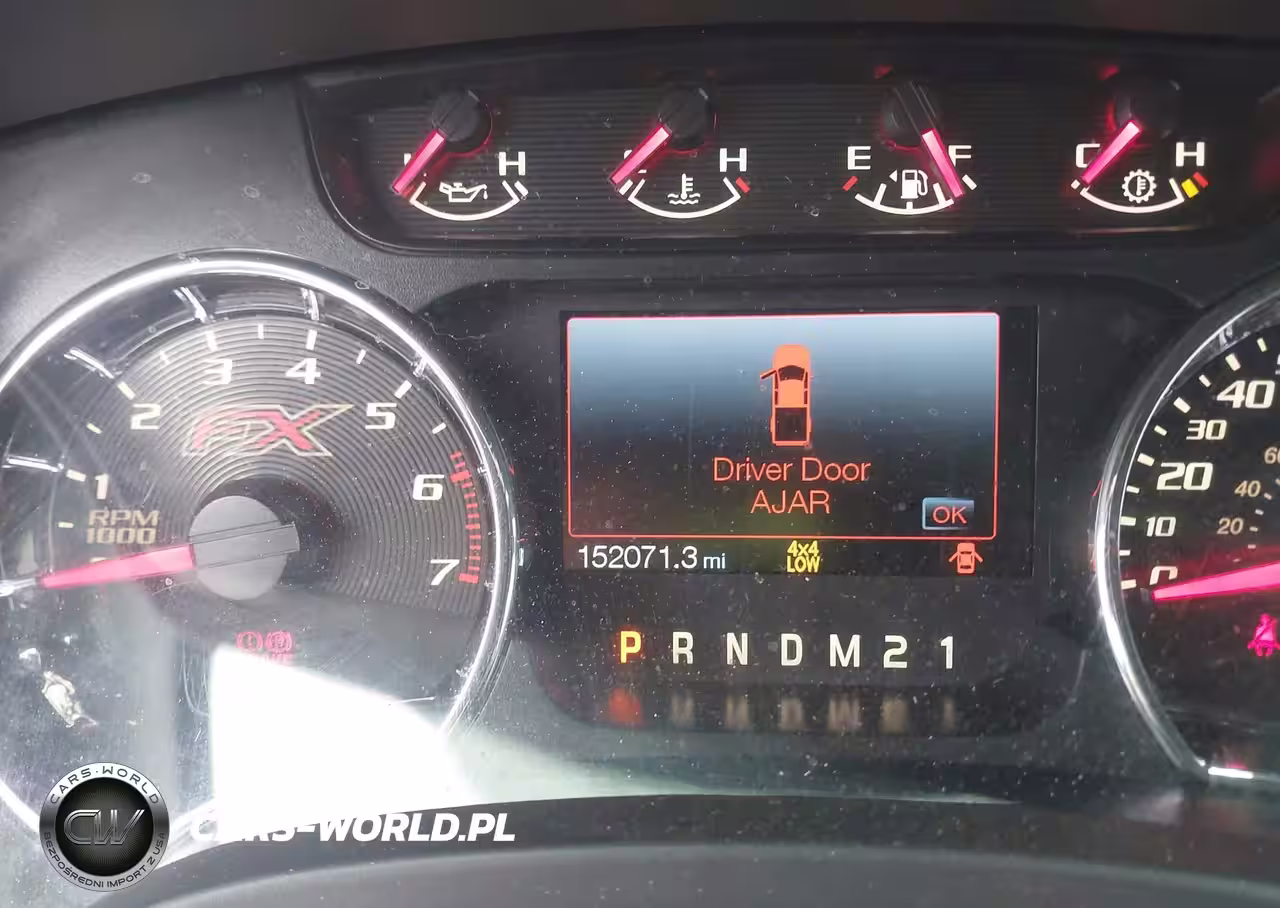 H
H
E F
C H
1 2 3 4 5 6 7
FX
RPM
1000
Driver Door
AJAR
OK
152071.3 mi
4x4
LOW
P R N D M 2 1
0 10 20 30 40
20 40
CARS-WORLD
CW
BEZPOŚREDNI IMPORT Z USA
CARS-WORLD.PL